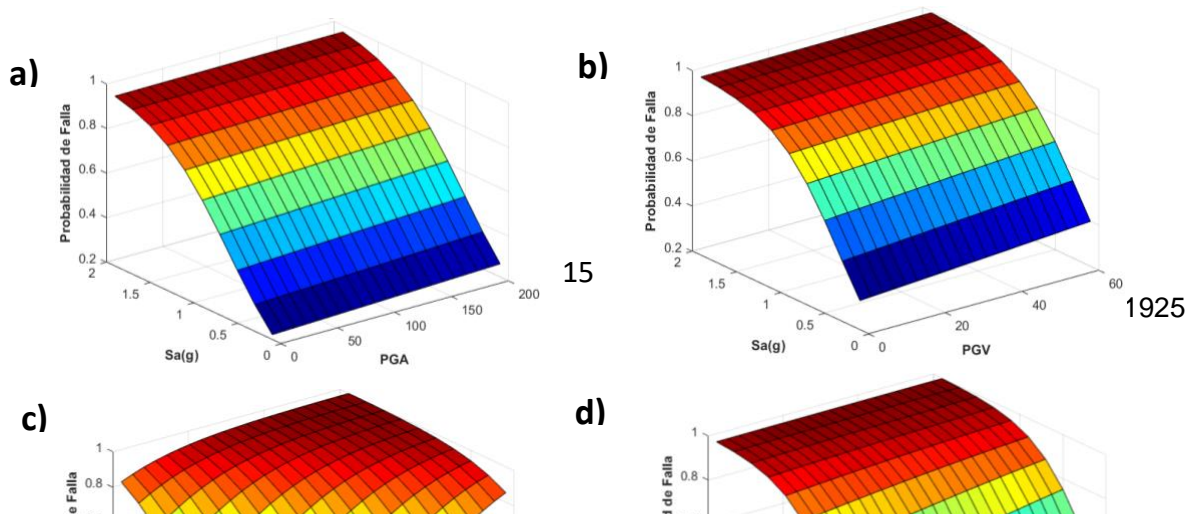 a)
Probabilidad de Falla
1
0.8
0.6
0.4
0.2
2
1.5
1
0.5
0
Sa(g)
0
50
100
150
200
PGA
15
b)
Probabilidad de Falla
1
0.8
0.6
0.4
0.2
2
1.5
1
0.5
0
Sa(g)
0
20
40
60
PGV
1925
c)
1
0.8
e Falla
d)
1
0.8
d de Falla